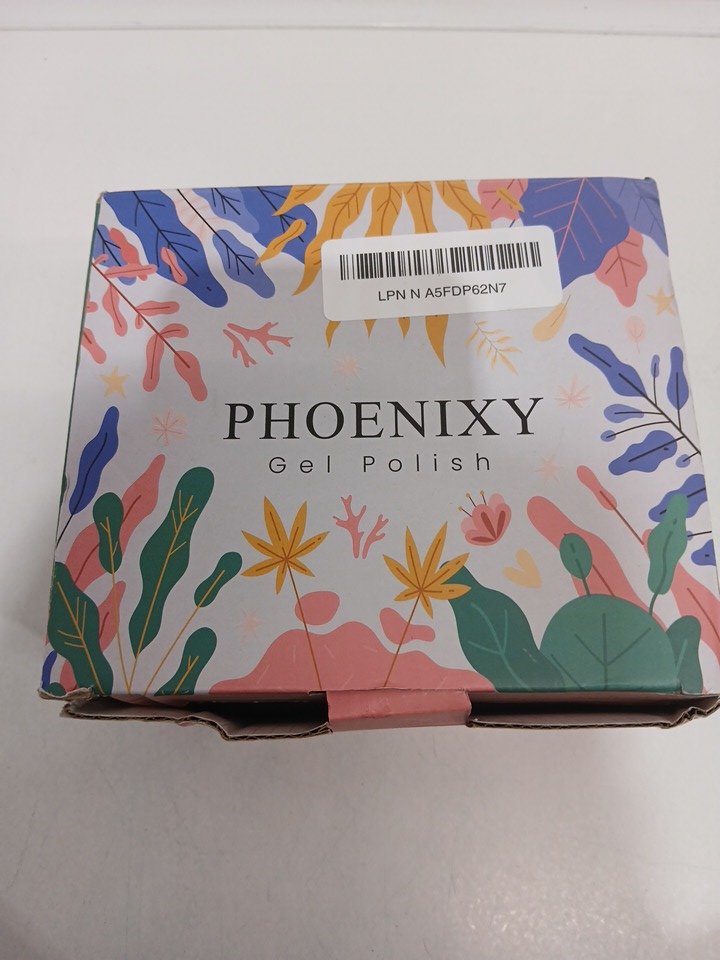 LPN N A5FDP62N7
PHOENIXY
Gel Polish